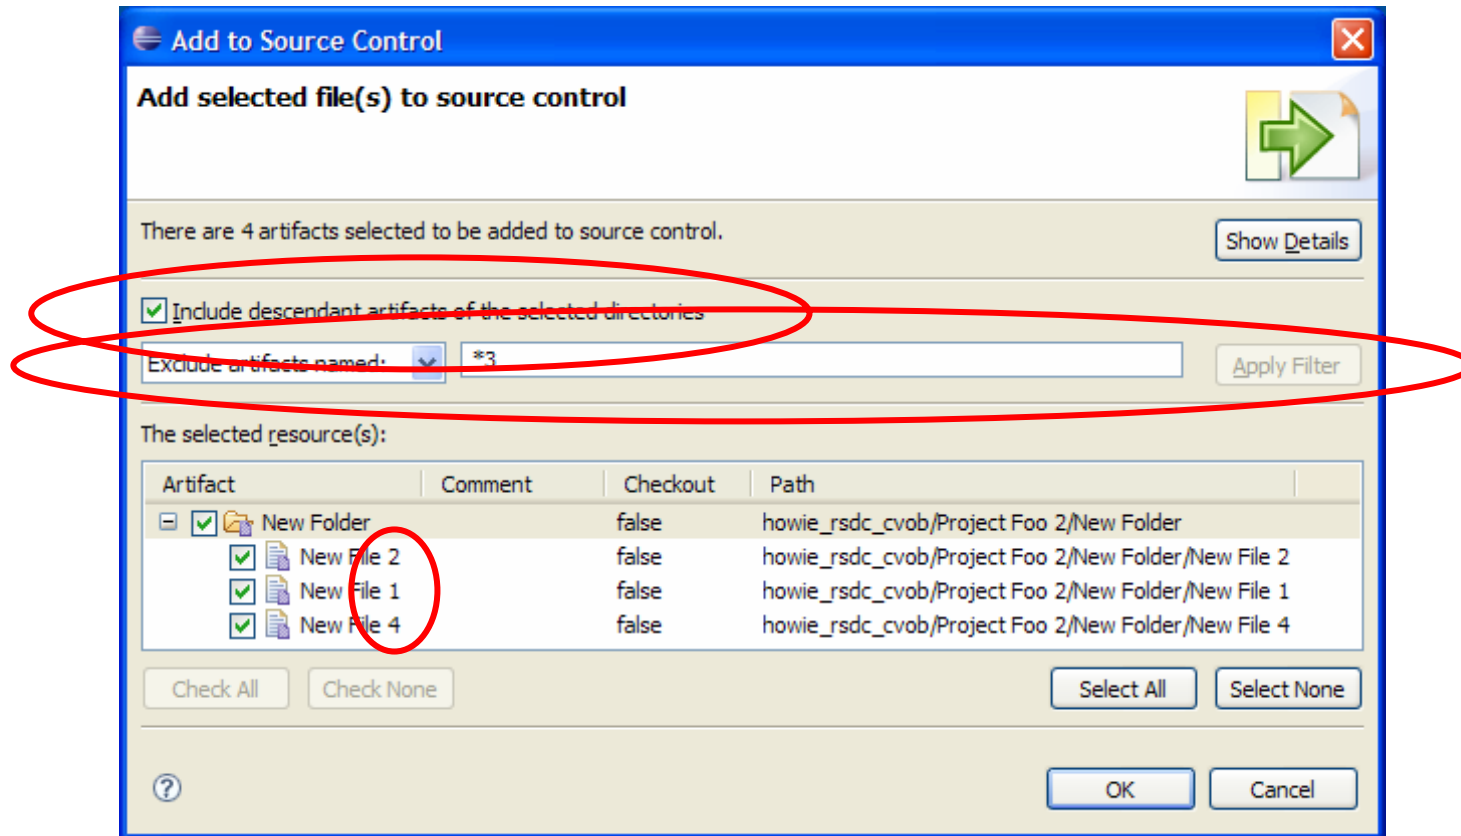 Add to Source Control
Add selected file(s) to source control
There are 4 artifacts selected to be added to source control.
Show Details
Include descendant artifacts of the selected directories
Exclude artifacts named: *3 Apply Filter
The selected resource(s):
Artifact Comment Checkout Path
New Folder false howie_rsdc_cvob/Project Foo 2/New Folder
New File 2 false howie_rsdc_cvob/Project Foo 2/New Folder/New File 2
New File 1 false howie_rsdc_cvob/Project Foo 2/New Folder/New File 1
New File 4 false howie_rsdc_cvob/Project Foo 2/New Folder/New File 4
Check All Check None Select All Select None
? OK Cancel